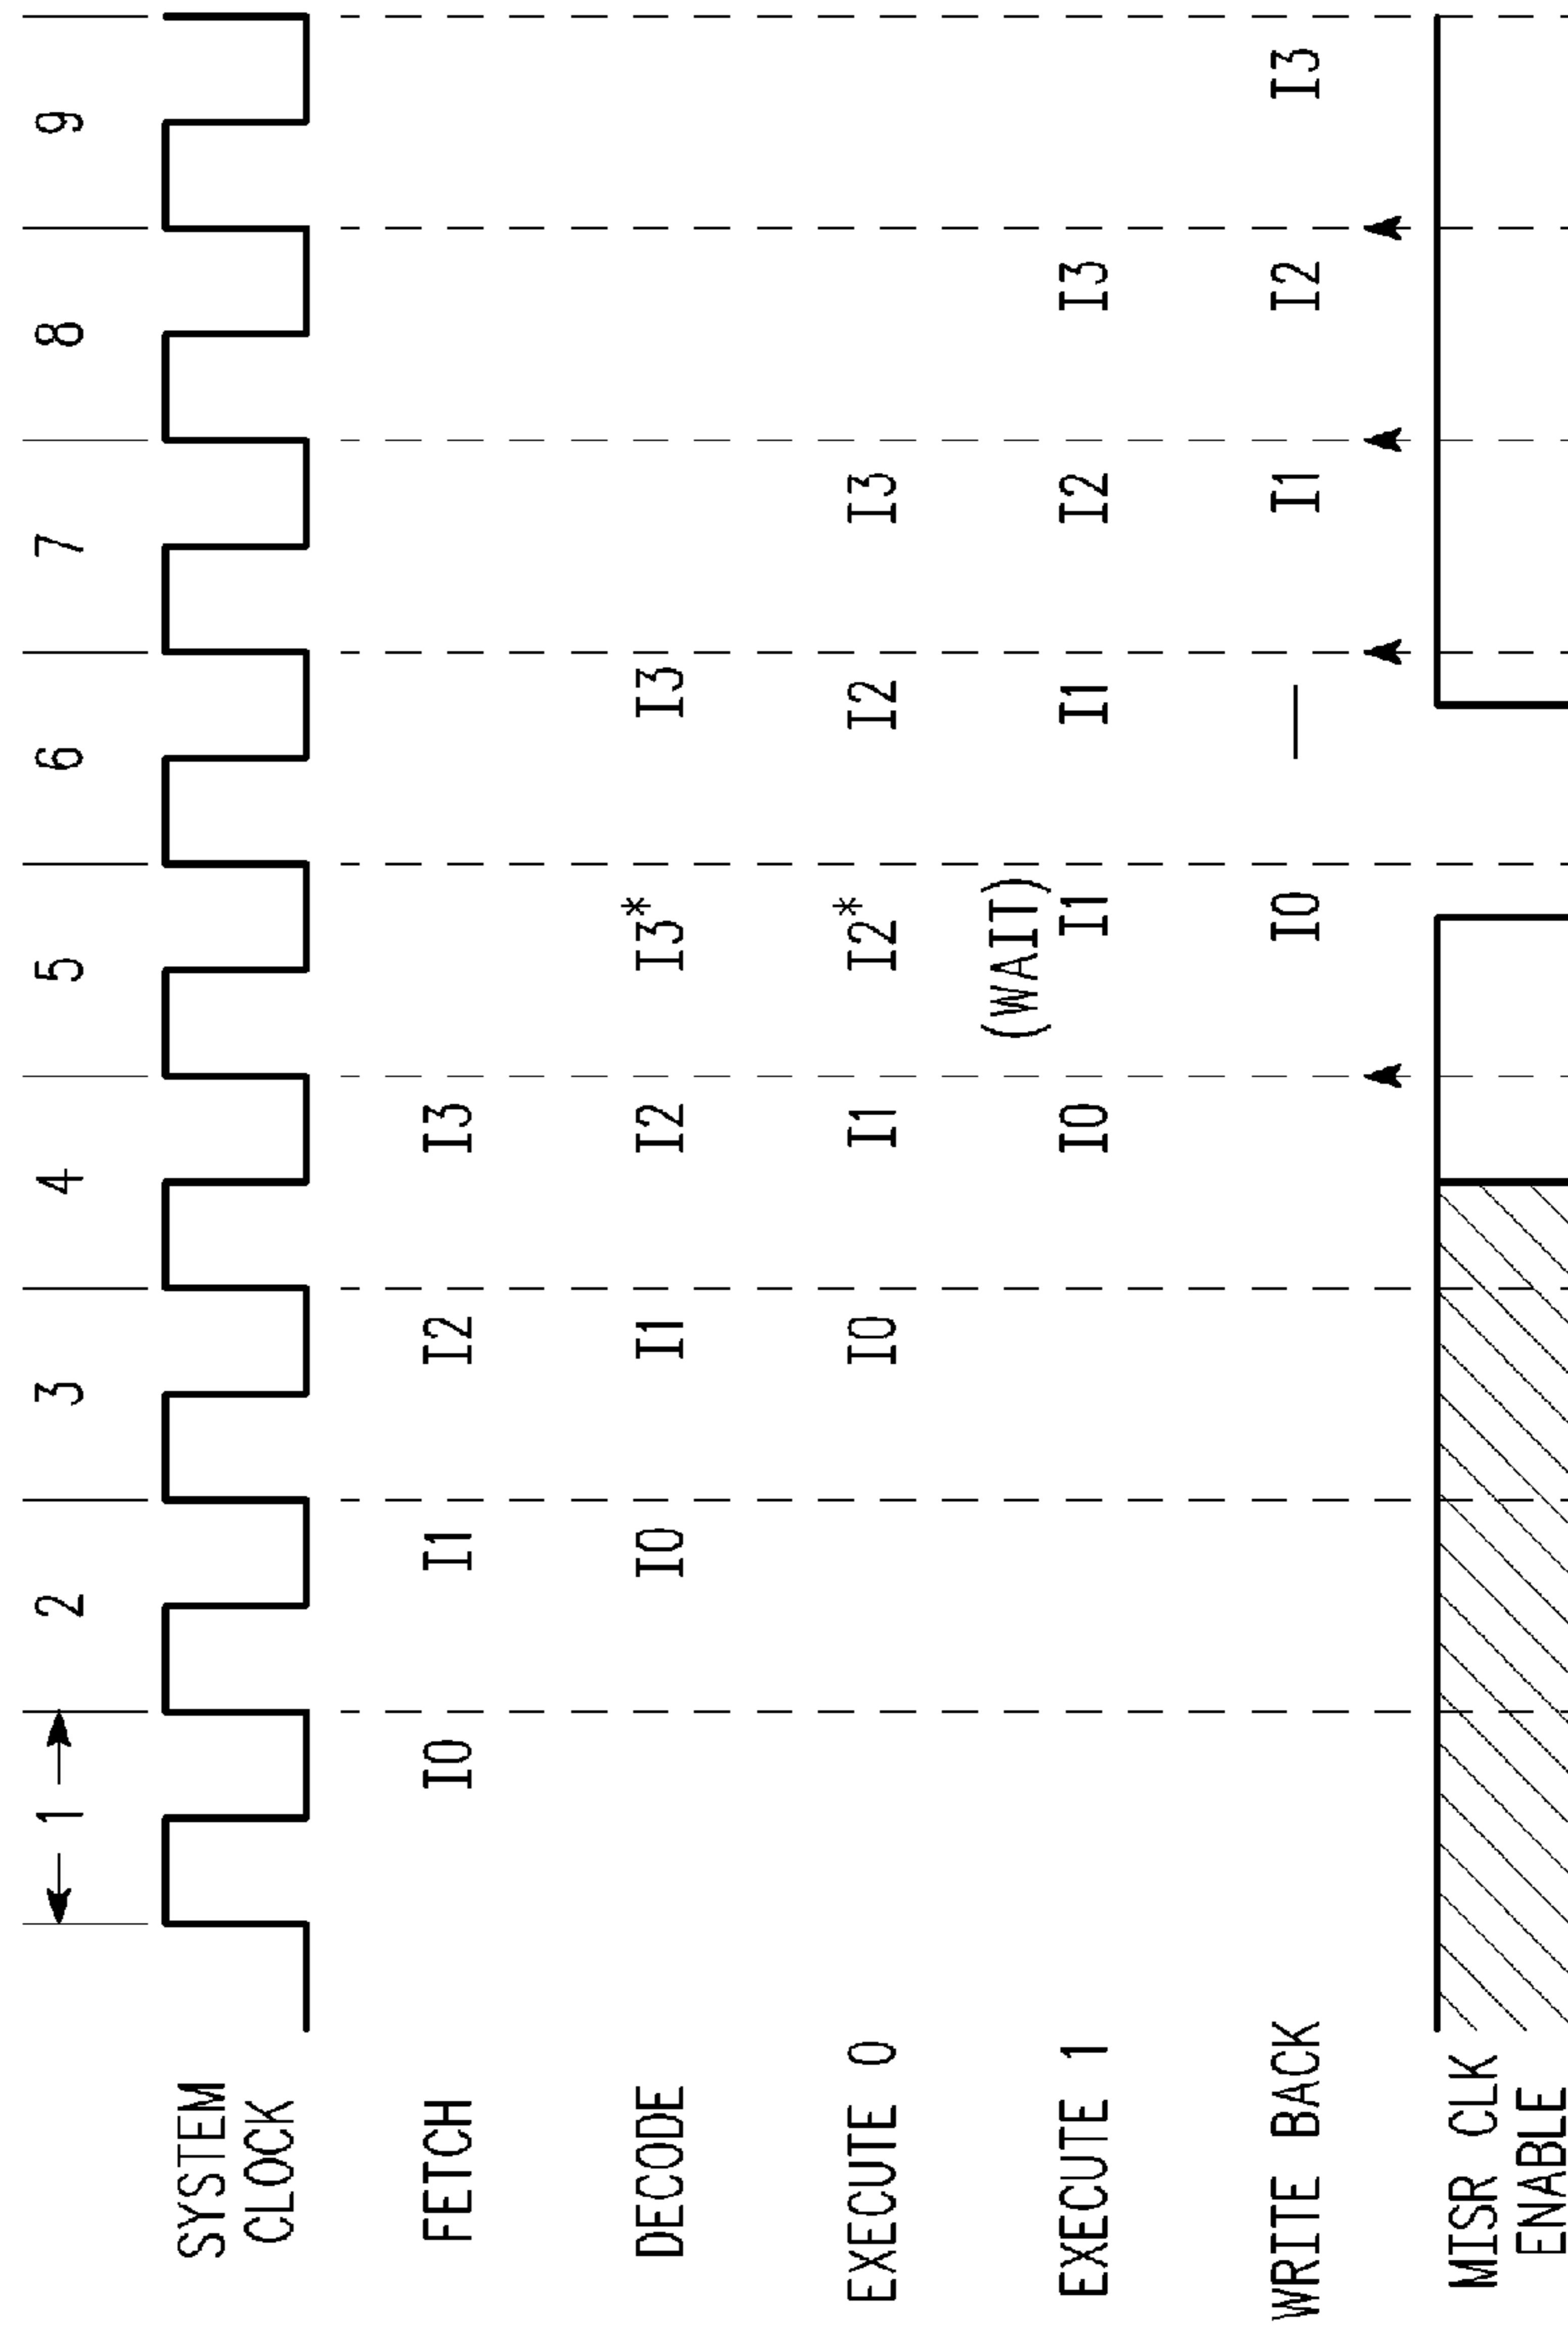 1 2 3 4 5 6 7 8 9
SYSTEM
CLOCK
FETCH I0 I1 I2 I3
DECODE I0 I1 I2 I3* I3
EXECUTE 0 I0 I1 I2* I2 I3
(WAIT)
EXECUTE 1 I0 I1 I1 I2 I3
WRITE BACK I0 — I1 I2 I3
MISR CLK
ENABLE